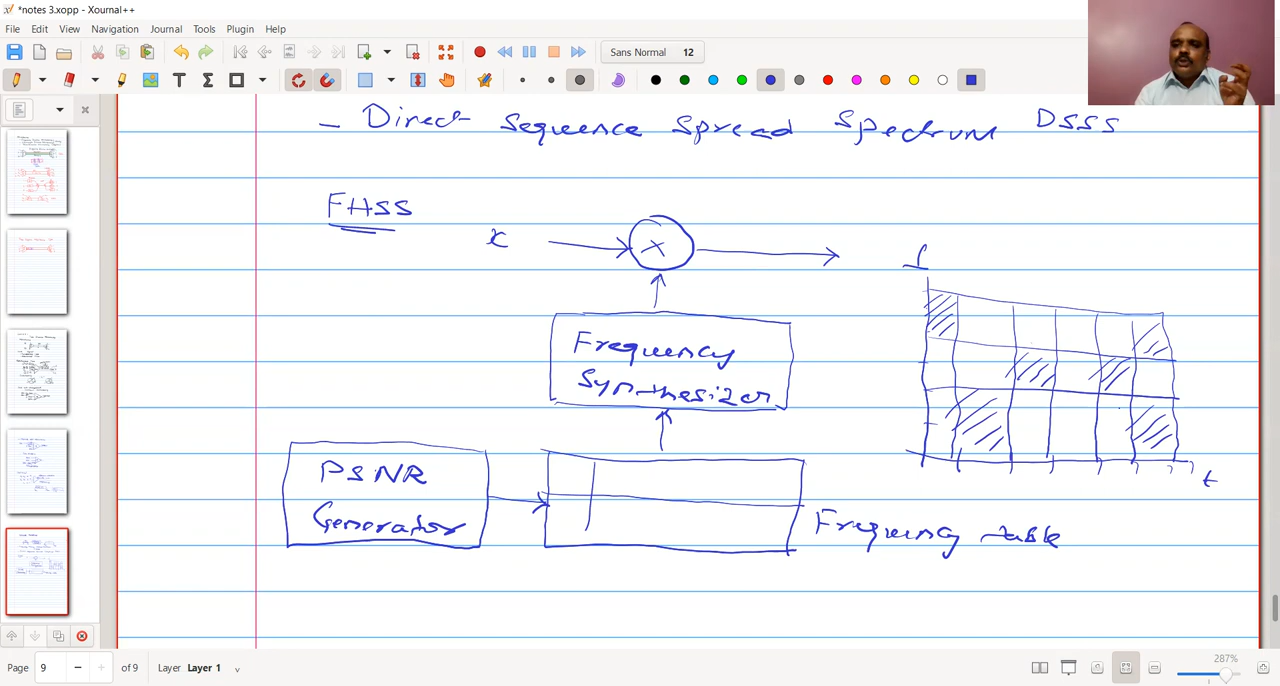 *notes 3.xopp - Xournal++
File Edit View Navigation Journal Tools Plugin Help
Sans Normal 12
- Direct Sequence Spread Spectrum DSSS
FHSS
x
×
f
Frequency
Synthesizer
PSNR
Generator
Frequency table
t
Page 9 of 9 Layer Layer 1
287%